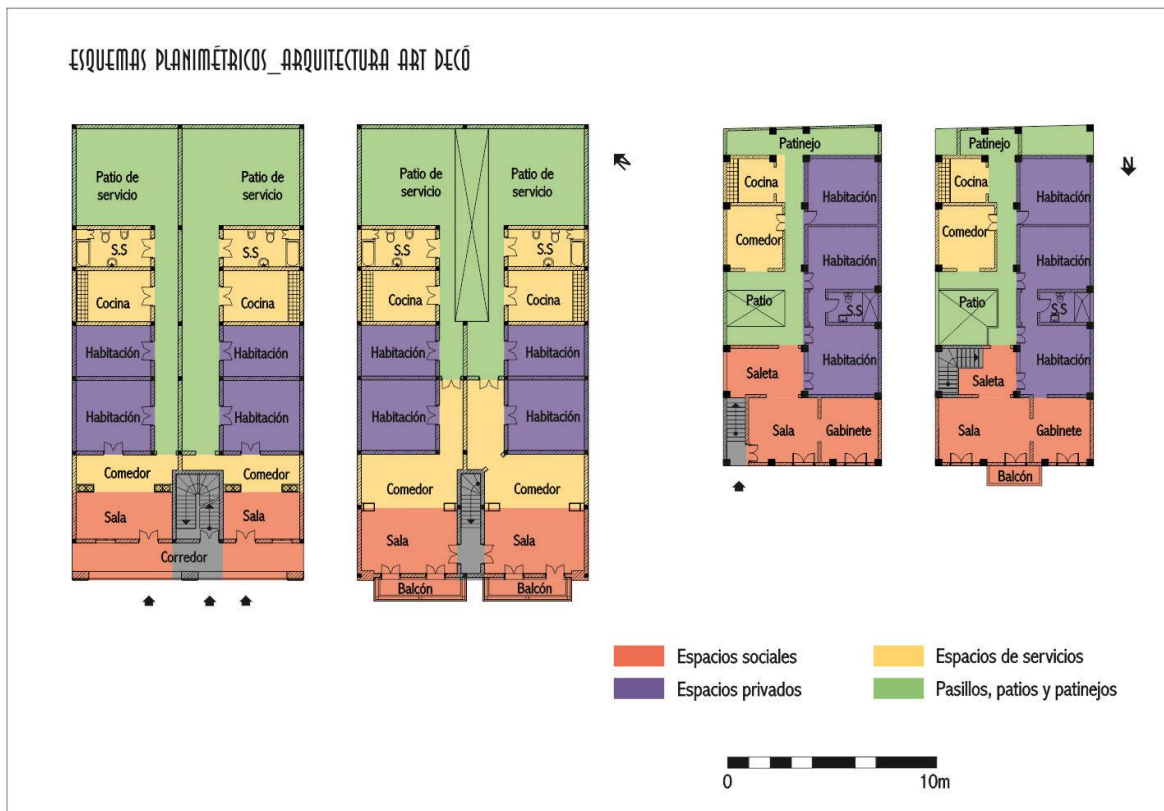 ESQUEMAS PLANIMÉTRICOS_ARQUITECTURA ART DECÓ
Patio de
servicio
Patio de
servicio
S.S
S.S
Cocina
Cocina
Habitación
Habitación
Habitación
Habitación
Comedor
Comedor
Sala
Sala
Corredor
Patio de
servicio
Patio de
servicio
S.S
S.S
Cocina
Cocina
Habitación
Habitación
Habitación
Habitación
Comedor
Comedor
Sala
Sala
Balcón
Balcón
N
Patinejo
Cocina
Habitación
Comedor
Habitación
Patio
S.S
Habitación
Saleta
Sala
Gabinete
Patinejo
Cocina
Habitación
Comedor
Habitación
Patio
S.S
Habitación
Saleta
Sala
Gabinete
Balcón
N
Espacios sociales
Espacios de servicios
Espacios privados
Pasillos, patios y patinejos
0
10m